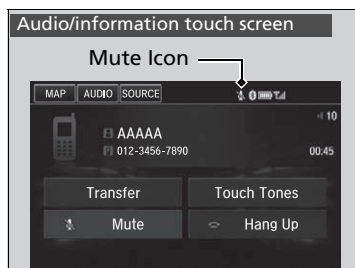 Audio/information touch screen
Mute Icon
MAP AUDIO SOURCE
10
AAAAA
012-3456-7890
00:45
Transfer Touch Tones
Mute Hang Up